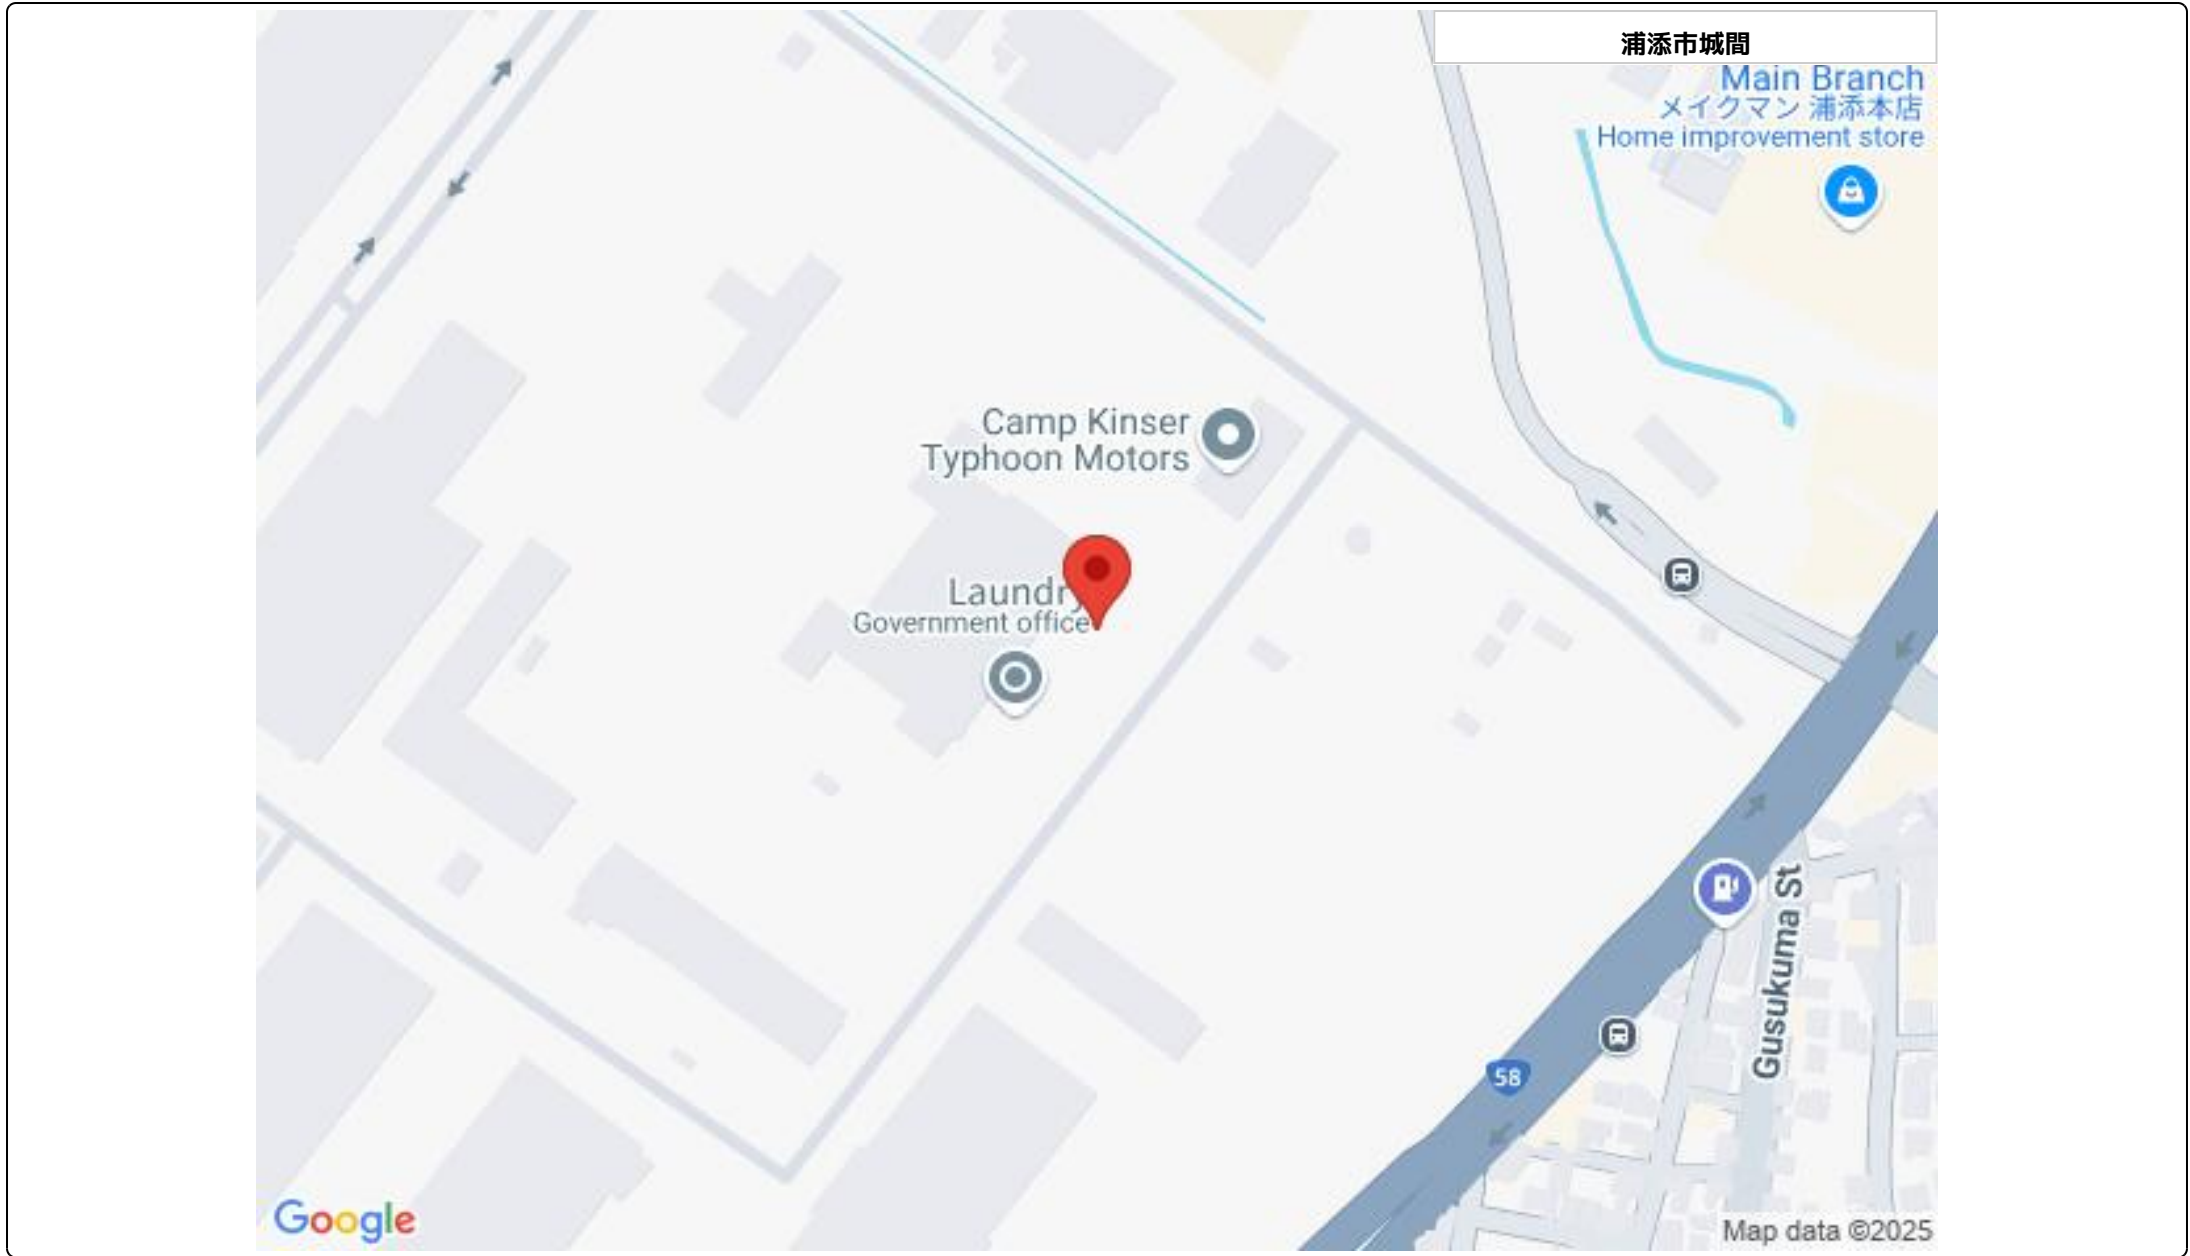 浦添市城間
Main Branch
メイクマン 浦添本店
Home improvement store
Camp Kinser
Typhoon Motors
Laundry
Government office
Gusukuma St
58
Google
Map data ©2025